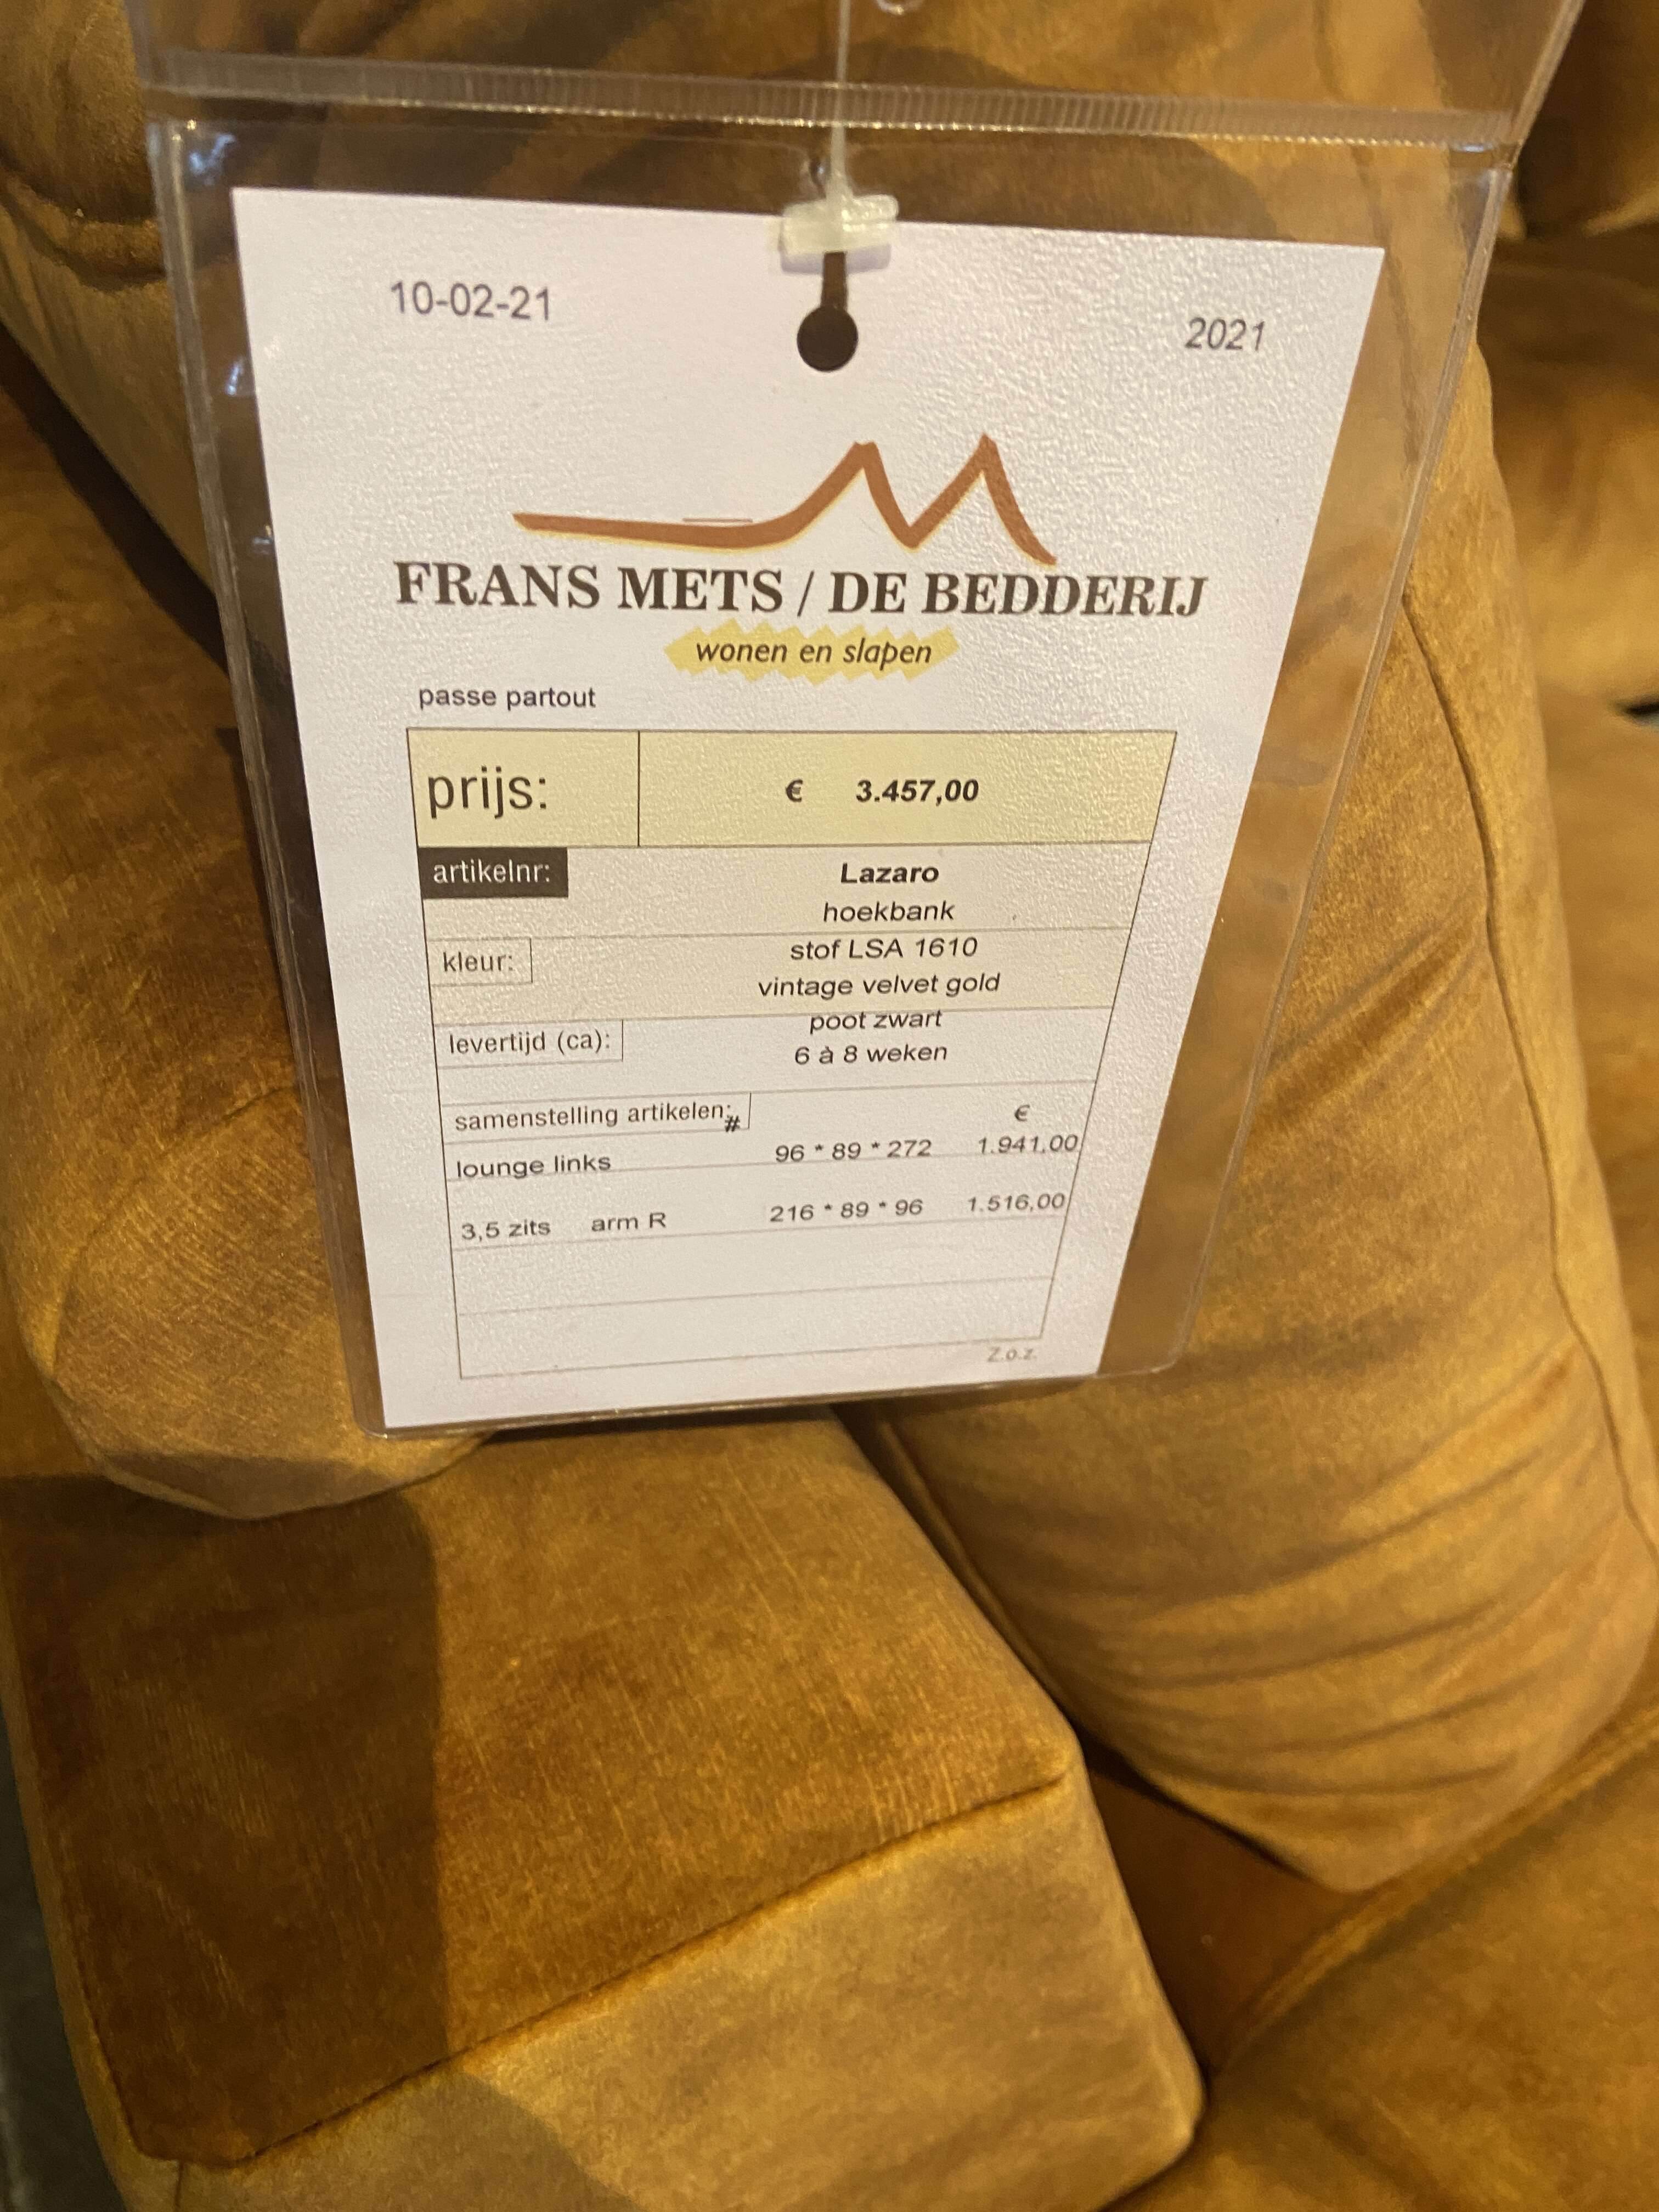 10-02-21
2021
FRANS METS / DE BEDDERIJ
wonen en slapen
passe partout
prijs: € 3.457,00
artikelnr: Lazaro
hoekbank
kleur: stof LSA 1610
vintage velvet gold
poot zwart
levertijd (ca): 6 à 8 weken
samenstelling artikelen: # €
lounge links 96 * 89 * 272 1.941,00
3,5 zits arm R 216 * 89 * 96 1.516,00
z.o.z.